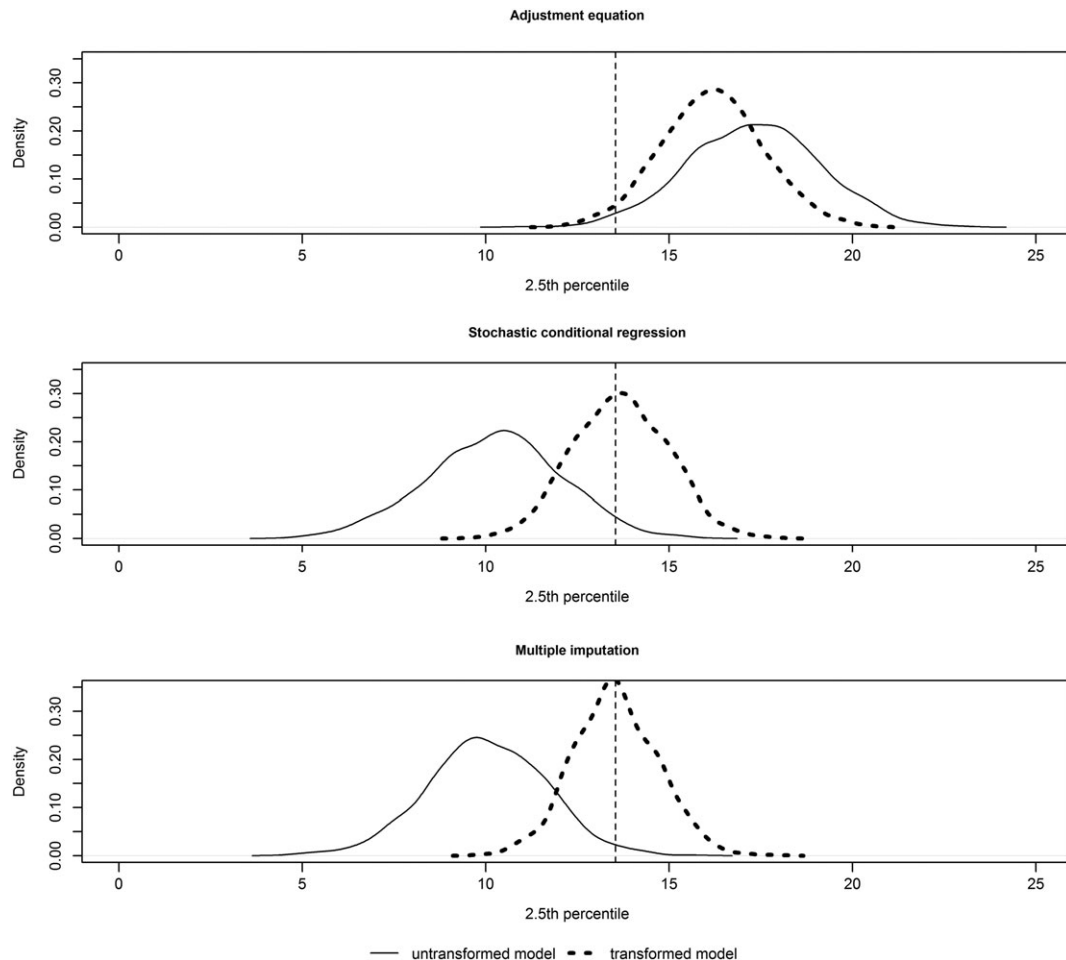 Adjustment equation
Density
0.00 0.10 0.20 0.30
0 5 10 15 20 25
2.5th percentile
Stochastic conditional regression
Density
0.00 0.10 0.20 0.30
0 5 10 15 20 25
2.5th percentile
Multiple imputation
Density
0.00 0.10 0.20 0.30
0 5 10 15 20 25
2.5th percentile
untransformed model transformed model